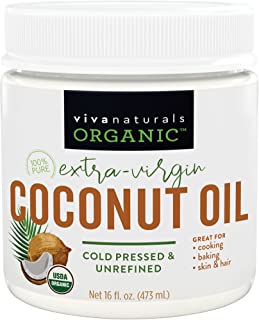 vivanaturals
ORGANIC™
100% PURE
extra-virgin
COCONUT OIL
COLD PRESSED &
UNREFINED
GREAT FOR:
• cooking
• baking
• skin & hair
USDA
ORGANIC
Net 16 fl. oz. (473 mL)